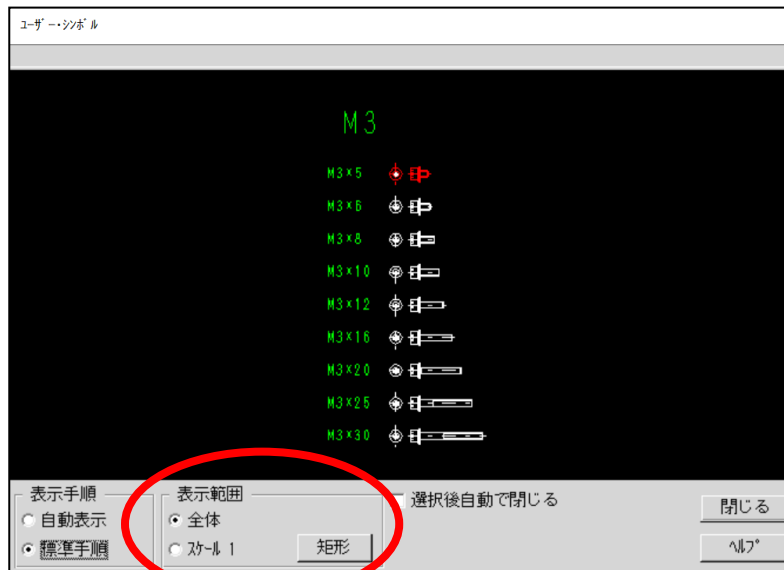 ﾕｰｻﾞｰ･ｼﾝﾎﾞﾙ
M3
M3×5
M3×6
M3×8
M3×10
M3×12
M3×16
M3×20
M3×25
M3×30
表示手順
自動表示
標準手順
表示範囲
全体
ｽｹｰﾙ 1
矩形
選択後自動で閉じる
閉じる
ﾍﾙﾌﾟ